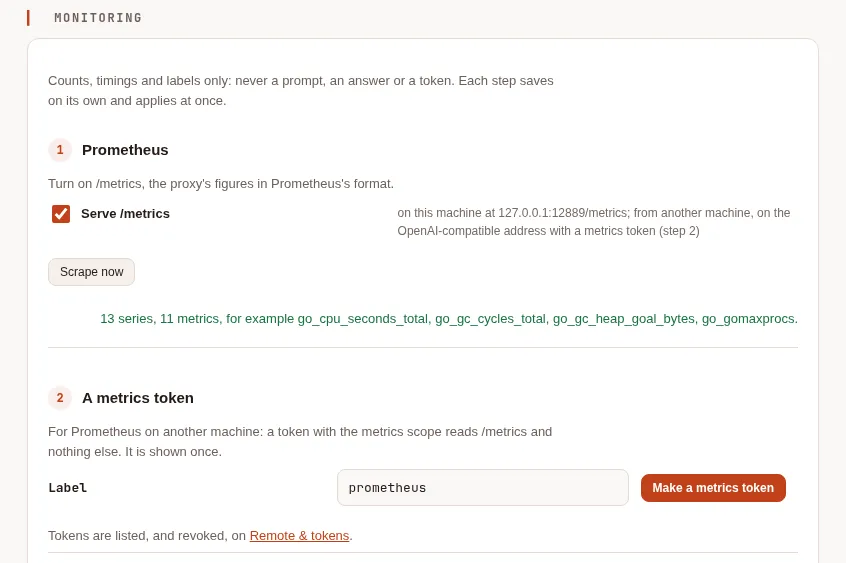 MONITORING
Counts, timings and labels only: never a prompt, an answer or a token. Each step saves
on its own and applies at once.
1 Prometheus
Turn on /metrics, the proxy's figures in Prometheus's format.
Serve /metrics
on this machine at 127.0.0.1:12889/metrics; from another machine, on the
OpenAI-compatible address with a metrics token (step 2)
Scrape now
13 series, 11 metrics, for example go_cpu_seconds_total, go_gc_cycles_total, go_gc_heap_goal_bytes, go_gomaxprocs.
2 A metrics token
For Prometheus on another machine: a token with the metrics scope reads /metrics and
nothing else. It is shown once.
Label prometheus Make a metrics token
Tokens are listed, and revoked, on Remote & tokens.